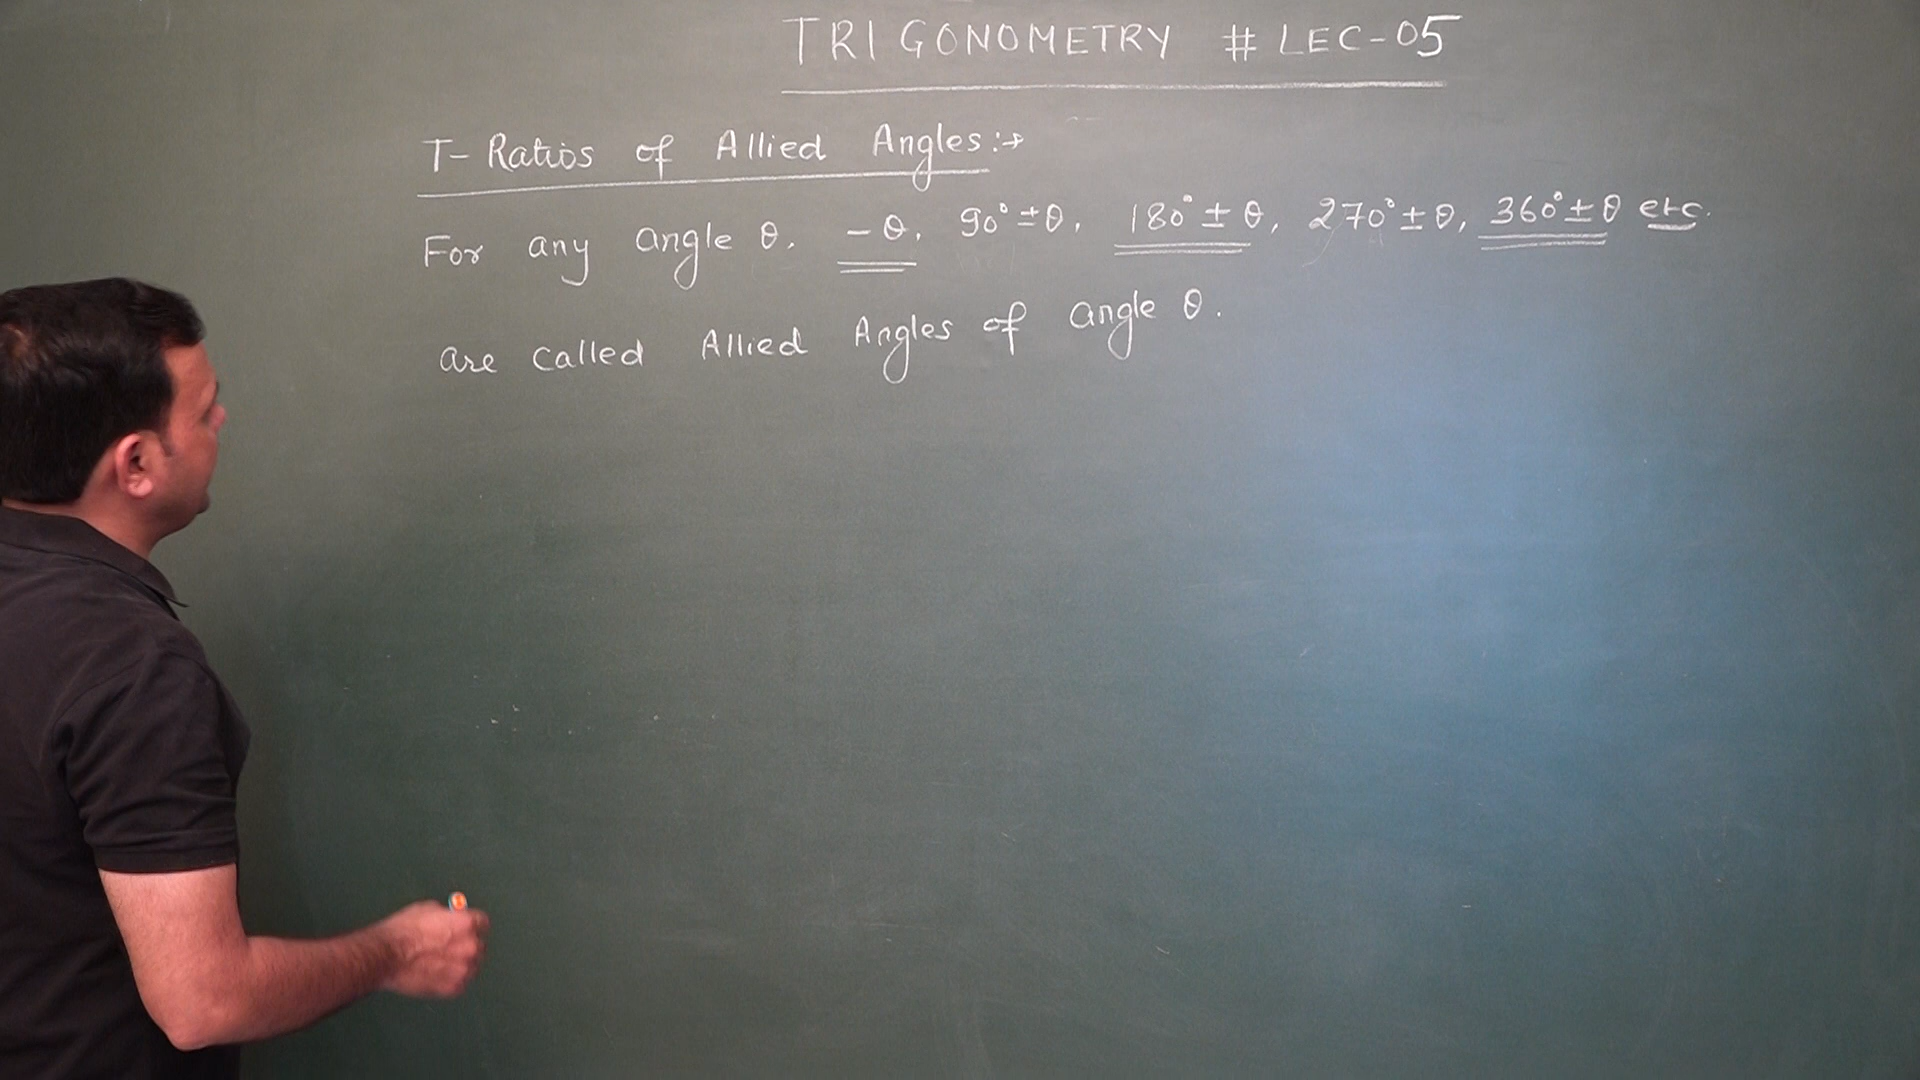 TRIGONOMETRY # LEC-05
T-Ratios of Allied Angles:→
For any angle θ, -θ, 90°±θ, 180°±θ, 270°±θ, 360°±θ etc.
are called Allied Angles of angle θ.